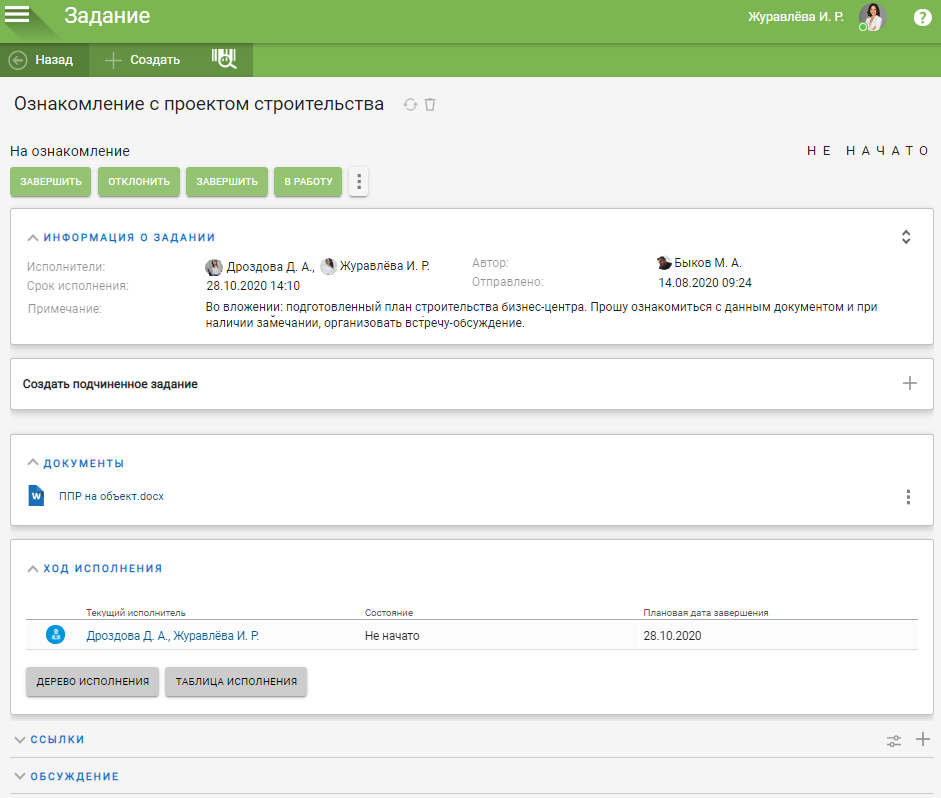 Задание
Журавлёва И. Р.
?
Назад
Создать
Ознакомление с проектом строительства
На ознакомление
НЕ НАЧАТО
ЗАВЕРШИТЬ
ОТКЛОНИТЬ
ЗАВЕРШИТЬ
В РАБОТУ
ИНФОРМАЦИЯ О ЗАДАНИИ
Исполнители: Дроздова Д. А., Журавлёва И. Р.
Автор: Быков М. А.
Срок исполнения: 28.10.2020 14:10
Отправлено: 14.08.2020 09:24
Примечание: Во вложении: подготовленный план строительства бизнес-центра. Прошу ознакомиться с данным документом и при
наличии замечании, организовать встречу-обсуждение.
Создать подчиненное задание
ДОКУМЕНТЫ
W ППР на объект.docx
ХОД ИСПОЛНЕНИЯ
Текущий исполнитель Состояние Плановая дата завершения
Дроздова Д. А., Журавлёва И. Р. Не начато 28.10.2020
ДЕРЕВО ИСПОЛНЕНИЯ
ТАБЛИЦА ИСПОЛНЕНИЯ
ССЫЛКИ
ОБСУЖДЕНИЕ